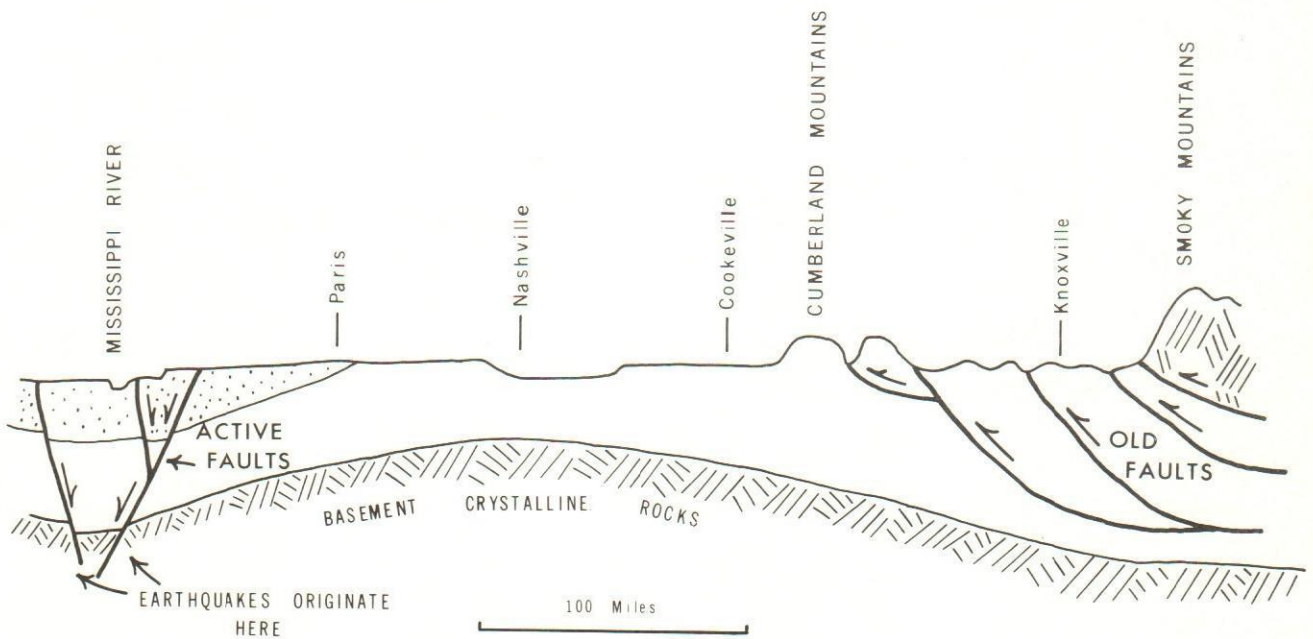 MISSISSIPPI RIVER
Paris
Nashville
Cookeville
CUMBERLAND MOUNTAINS
Knoxville
SMOKY MOUNTAINS
ACTIVE
FAULTS
OLD
FAULTS
BASEMENT CRYSTALLINE ROCKS
EARTHQUAKES ORIGINATE
HERE
100 Miles